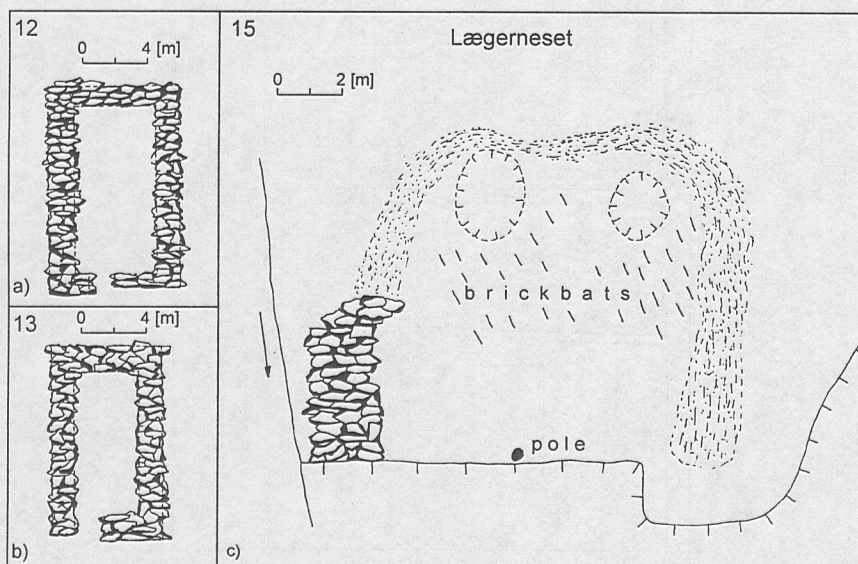 12
0 4 [m]
a)
13
0 4 [m]
b)
15
Lægerneset
0 2 [m]
brickbats
pole
c)